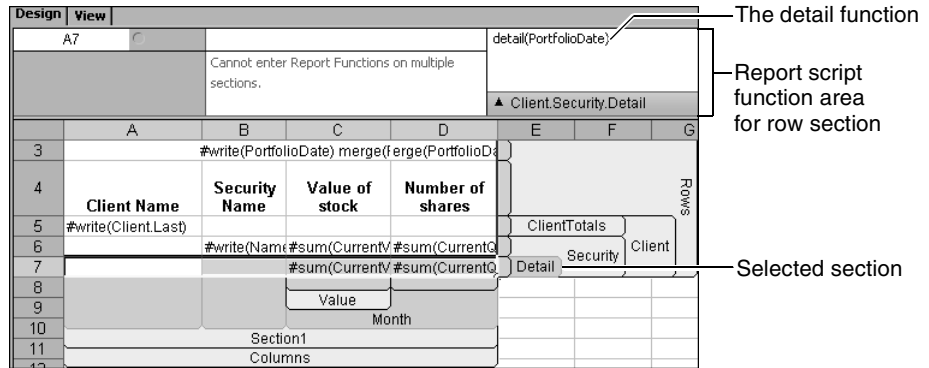 Design View
The detail function
A7
detail(PortfolioDate)
Cannot enter Report Functions on multiple
sections.
Report script
function area
for row section
Client.Security.Detail
A B C D E F G
3 #write(PortfolioDate) merge( erge(PortfolioDa
4 Client Name Security Name Value of stock Number of shares
Rows
5 #write(Client.Last) ClientTotals
6 #write(Name #sum(CurrentV #sum(CurrentQ Security Client
7 #sum(CurrentV #sum(CurrentQ Detail
Selected section
8
9 Value
10 Month
11 Section1
Columns